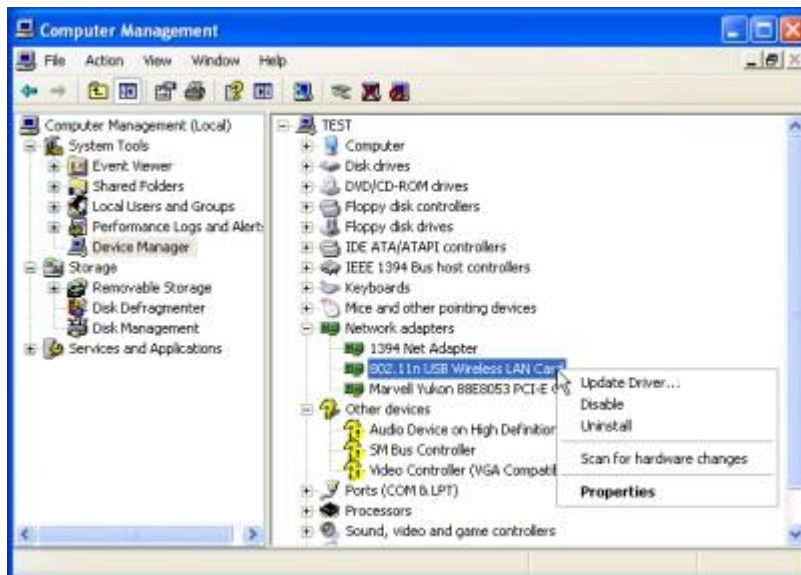 Computer Management
File Action View Window Help
Computer Management (Local)
System Tools
Event Viewer
Shared Folders
Local Users and Groups
Performance Logs and Alert
Device Manager
Storage
Removable Storage
Disk Defragmenter
Disk Management
Services and Applications
TEST
Computer
Disk drives
DVD/CD-ROM drives
Floppy disk controllers
Floppy disk drives
IDE ATA/ATAPI controllers
IEEE 1394 Bus host controllers
Keyboards
Mice and other pointing devices
Network adapters
1394 Net Adapter
802.11n USB Wireless LAN Card
Marvell Yukon 88E8053 PCI-E
Other devices
Audio Device on High Definition
SM Bus Controller
Video Controller (VGA Compati
Ports (COM & LPT)
Processors
Sound, video and game controllers
Update Driver...
Disable
Uninstall
Scan for hardware changes
Properties